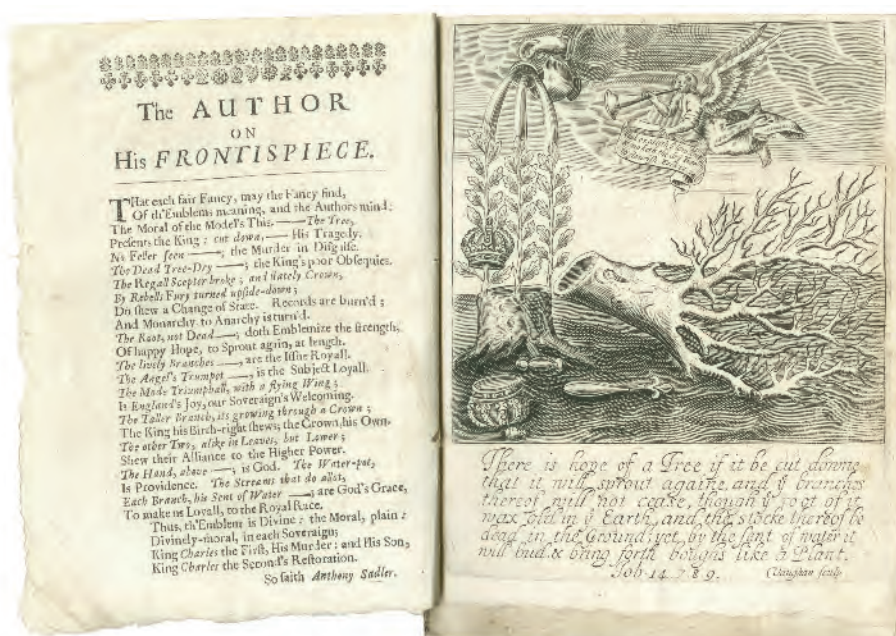 The AUTHOR
ON
His FRONTISPIECE.
THat each fair Fancy, may the Fancy find,
Of th'Emblems meaning, and the Authors mind:
The Moral of the Model's This.——The Tree,
Presents the King: cut down,——His Tragedy.
No Feller seen——; the Murder in Disguise.
The Dead Tree-Dry——; the King's poor Obsequies.
The Regall Scepter broke; and stately Crown,
By Rebells Fury turned upside-down;
Do shew a Change of State. Records are burn'd;
And Monarchy to Anarchy is turn'd.
The Root, not Dead——; doth Emblemize the strength,
Of happy Hope, to Sprout again, at length.
The lively Branches——, are the Issue Royall.
The Angel's Trumpet——, is the Subject Loyall.
The Mode Triumphall, with a flying Wing;
Is England's Joy, our Soveraign's Welcoming.
The Taller Branch, its growing through a Crown;
The King his Birch-right shews; the Crown, his Own.
The other Two, alike in Leaves, but Lower;
Shew their Alliance to the Higher Power.
The Hand, above——; is God. The Water-pot,
Is Providence. The Streams that do allot,
Each Branch, his Sent of Water——; are God's Grace,
To make us Loyall, to the Royal Race.
Thus, th'Emblem is Divine: the Moral, plain:
Divindly-moral, in each Soveraign;
King Charles the First, His Murder: and His Son,
King Charles the Second's Restoration.
So saith Anthony Sadler.
There is hope of a Tree if it be cut downe
that it will sprout againe, and ÿ branches
thereof will not cease, though ÿ root of it
wax old in ÿ Earth, and the stocke thereof be
dead in the Ground; yet, by the sent of water it
will bud & bring forth boughs like a Plant.
Job 14 7 8 9. Vaughan sculp